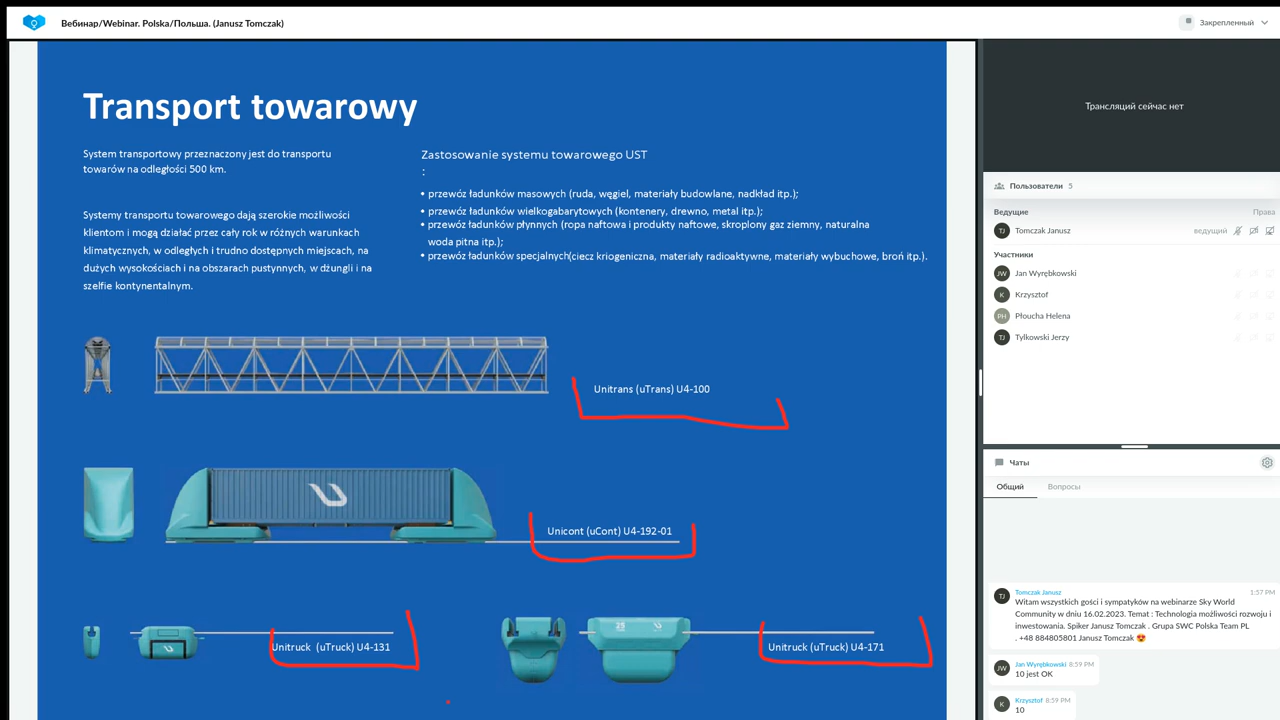 Вебинар/Webinar. Polska/Польша. (Janusz Tomczak)
Закрепленный
Transport towarowy
System transportowy przeznaczony jest do transportu
towarów na odległości 500 km.
Systemy transportu towarowego dają szerokie możliwości
klientom i mogą działać przez cały rok w różnych warunkach
klimatycznych, w odległych i trudno dostępnych miejscach, na
dużych wysokościach i na obszarach pustynnych, w dżungli i na
szelfie kontynentalnym.
Zastosowanie systemu towarowego UST
:
• przewóz ładunków masowych (ruda, węgiel, materiały budowlane, nadkład itp.);
• przewóz ładunków wielkogabarytowych (kontenery, drewno, metal itp.);
• przewóz ładunków płynnych (ropa naftowa i produkty naftowe, skroplony gaz ziemny, naturalna
woda pitna itp.);
• przewóz ładunków specjalnych(ciecz kriogeniczna, materiały radioaktywne, materiały wybuchowe, broń itp.).
Unitrans (uTrans) U4-100
Unicont (uCont) U4-192-01
Unitruck (uTruck) U4-131
25
Unitruck (uTruck) U4-171
Трансляций сейчас нет
Пользователи 5
Ведущие Права
TJ Tomczak Janusz ведущий
Участники
JW Jan Wyrębkowski
K Krzysztof
PH Płoucha Helena
TJ Tylkowski Jerzy
Чаты
Общий Вопросы
TJ Tomczak Janusz 1:57 PM
Witam wszystkich gości i sympatyków na webinarze Sky World
Community w dniu 16.02.2023. Temat : Technologia możliwości rozwoju i
inwestowania. Spiker Janusz Tomczak . Grupa SWC Polska Team PL
. +48 884805801 Janusz Tomczak 😍
JW Jan Wyrębkowski 8:59 PM
10 jest OK
K Krzysztof 8:59 PM
10